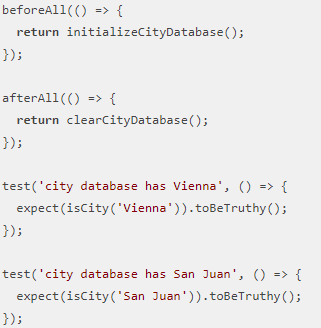 beforeAll(() => {
  return initializeCityDatabase();
});

afterAll(() => {
  return clearCityDatabase();
});

test('city database has Vienna', () => {
  expect(isCity('Vienna')).toBeTruthy();
});

test('city database has San Juan', () => {
  expect(isCity('San Juan')).toBeTruthy();
});